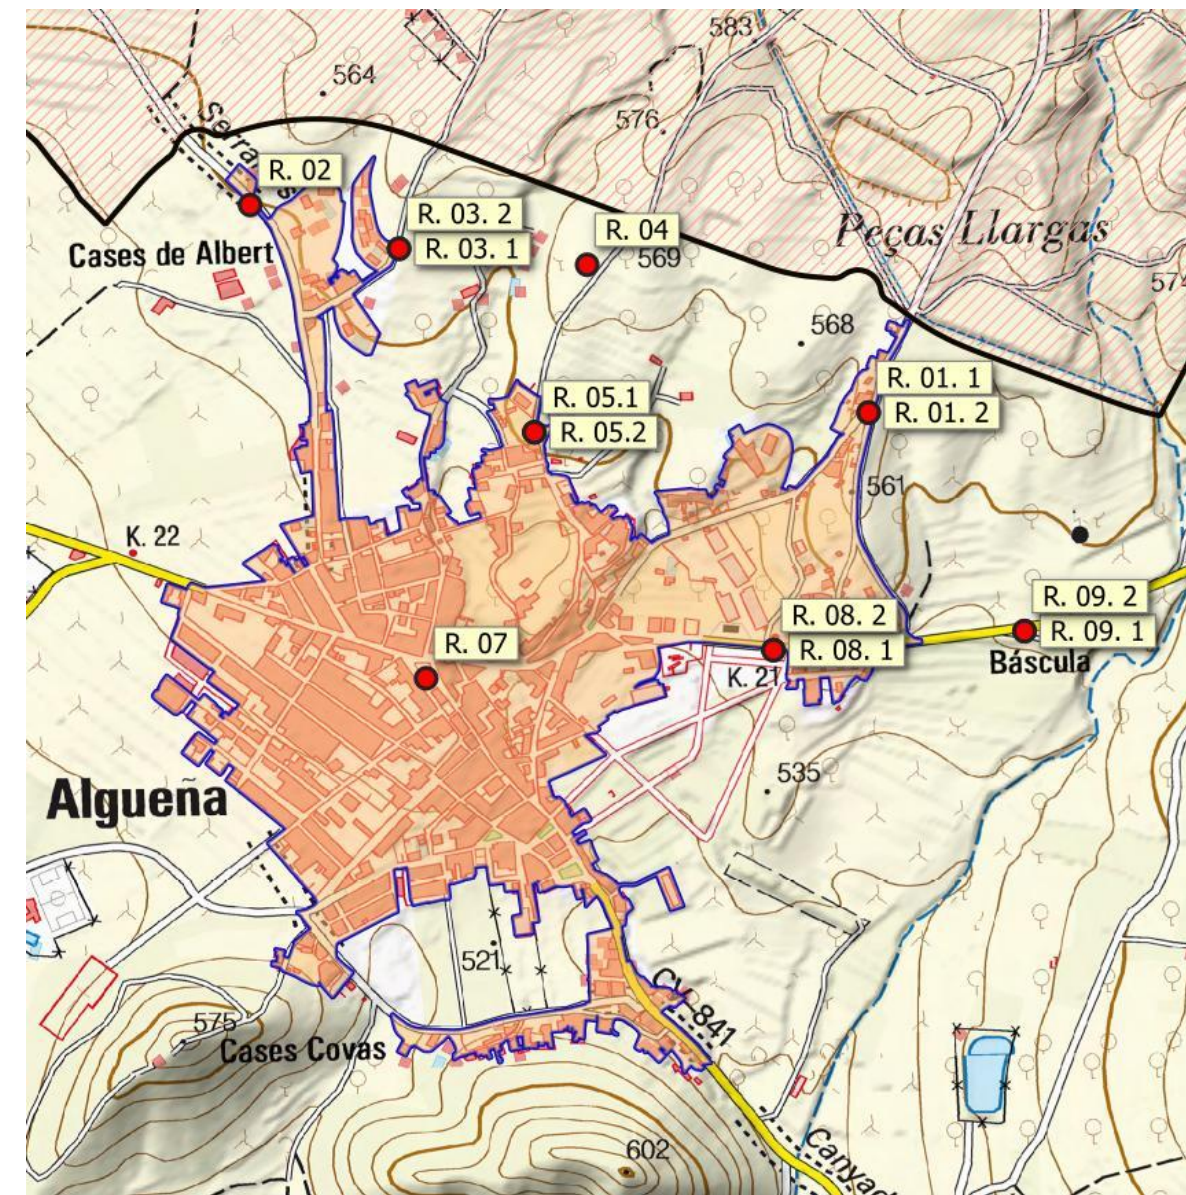 583
564
576
Serra
R. 02
R. 03. 2
R. 03. 1
R. 04
569
Peças Llargas
Cases de Albert
574
568
R. 01. 1
R. 01. 2
R. 05.1
R. 05.2
561
K. 22
R. 09. 2
R. 09. 1
R. 08. 2
R. 08. 1
R. 07
K. 21
Báscula
535
Algueña
521
CV-841
575
Cases Covas
602
Canyad